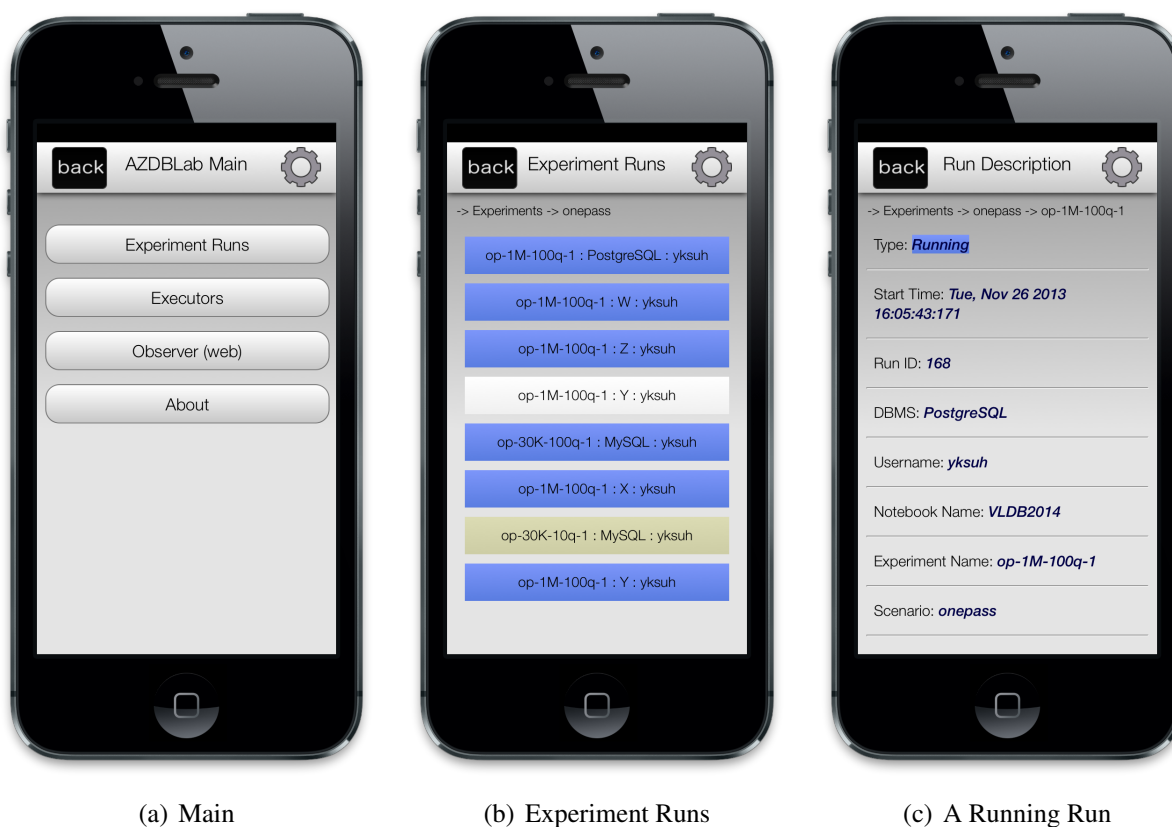 back AZDBLab Main
Experiment Runs
Executors
Observer (web)
About
(a) Main
back Experiment Runs
-> Experiments -> onepass
op-1M-100q-1 : PostgreSQL : yksuh
op-1M-100q-1 : W : yksuh
op-1M-100q-1 : Z : yksuh
op-1M-100q-1 : Y : yksuh
op-30K-100q-1 : MySQL : yksuh
op-1M-100q-1 : X : yksuh
op-30K-10q-1 : MySQL : yksuh
op-1M-100q-1 : Y : yksuh
(b) Experiment Runs
back Run Description
-> Experiments -> onepass -> op-1M-100q-1
Type: Running
Start Time: Tue, Nov 26 2013
16:05:43:171
Run ID: 168
DBMS: PostgreSQL
Username: yksuh
Notebook Name: VLDB2014
Experiment Name: op-1M-100q-1
Scenario: onepass
(c) A Running Run